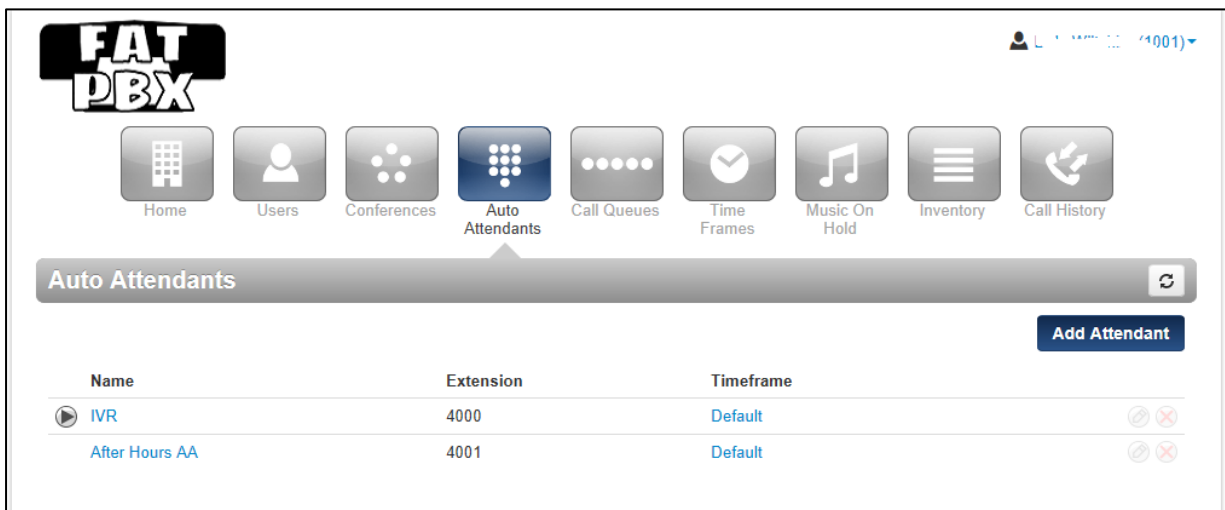 FAT
PBX
(1001)
Home Users Conferences Auto Attendants Call Queues Time Frames Music On Hold Inventory Call History
Auto Attendants
Add Attendant
Name Extension Timeframe
IVR 4000 Default
After Hours AA 4001 Default